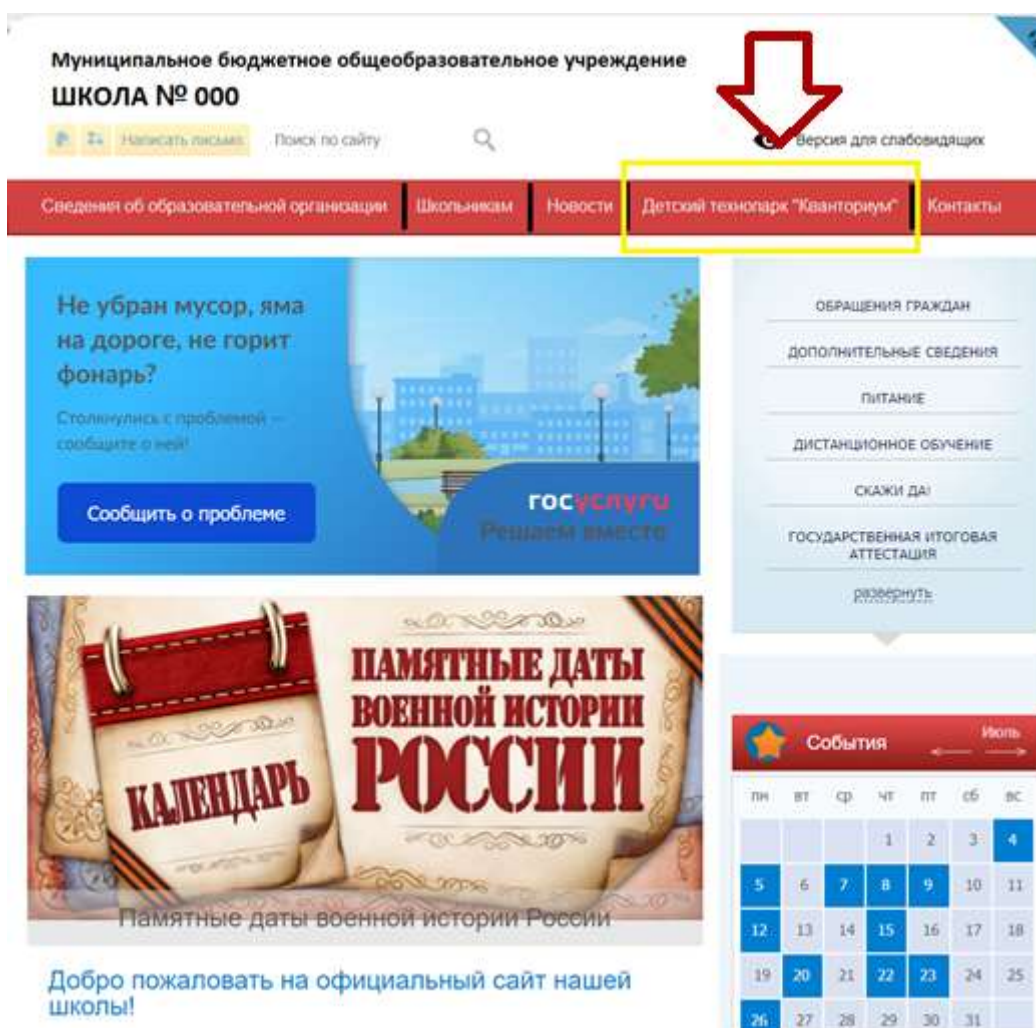 Муниципальное бюджетное общеобразовательное учреждение
ШКОЛА № 000
Написать письмо Поиск по сайту
Версия для слабовидящих
Сведения об образовательной организации Школьникам Новости Детский технопарк "Кванториум" Контакты
Не убран мусор, яма
на дороге, не горит
фонарь?
Столкнулись с проблемой —
сообщите о ней!
Сообщить о проблеме
госуслуги
Решаем вместе
ОБРАЩЕНИЯ ГРАЖДАН
ДОПОЛНИТЕЛЬНЫЕ СВЕДЕНИЯ
ПИТАНИЕ
ДИСТАНЦИОННОЕ ОБУЧЕНИЕ
СКАЖИ ДА!
ГОСУДАРСТВЕННАЯ ИТОГОВАЯ
АТТЕСТАЦИЯ
развернуть
КАЛЕНДАРЬ
ПАМЯТНЫЕ ДАТЫ
ВОЕННОЙ ИСТОРИИ
РОССИИ
Памятные даты военной истории России
События Июль
пн вт ср чт пт сб вс
1 2 3 4
5 6 7 8 9 10 11
12 13 14 15 16 17 18
19 20 21 22 23 24 25
26 27 28 29 30 31
Добро пожаловать на официальный сайт нашей
школы!